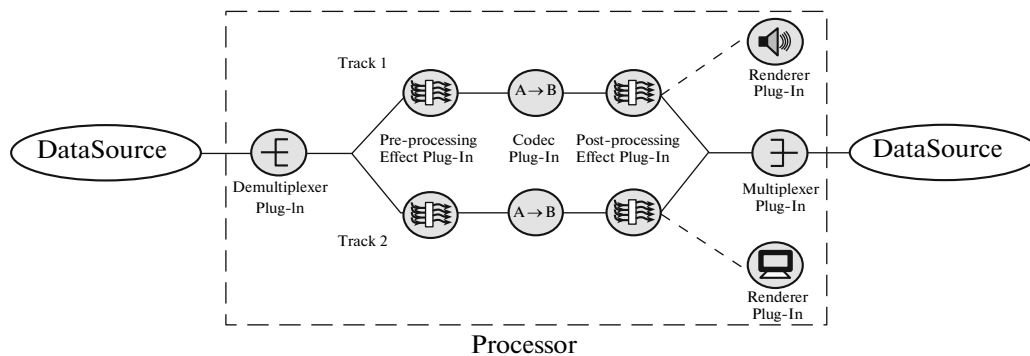 Track 1
Renderer
Plug-In
A→B
Pre-processing
Effect Plug-In
Codec
Plug-In
Post-processing
Effect Plug-In
DataSource
Demultiplexer
Plug-In
Multiplexer
Plug-In
DataSource
A→B
Track 2
Renderer
Plug-In
Processor